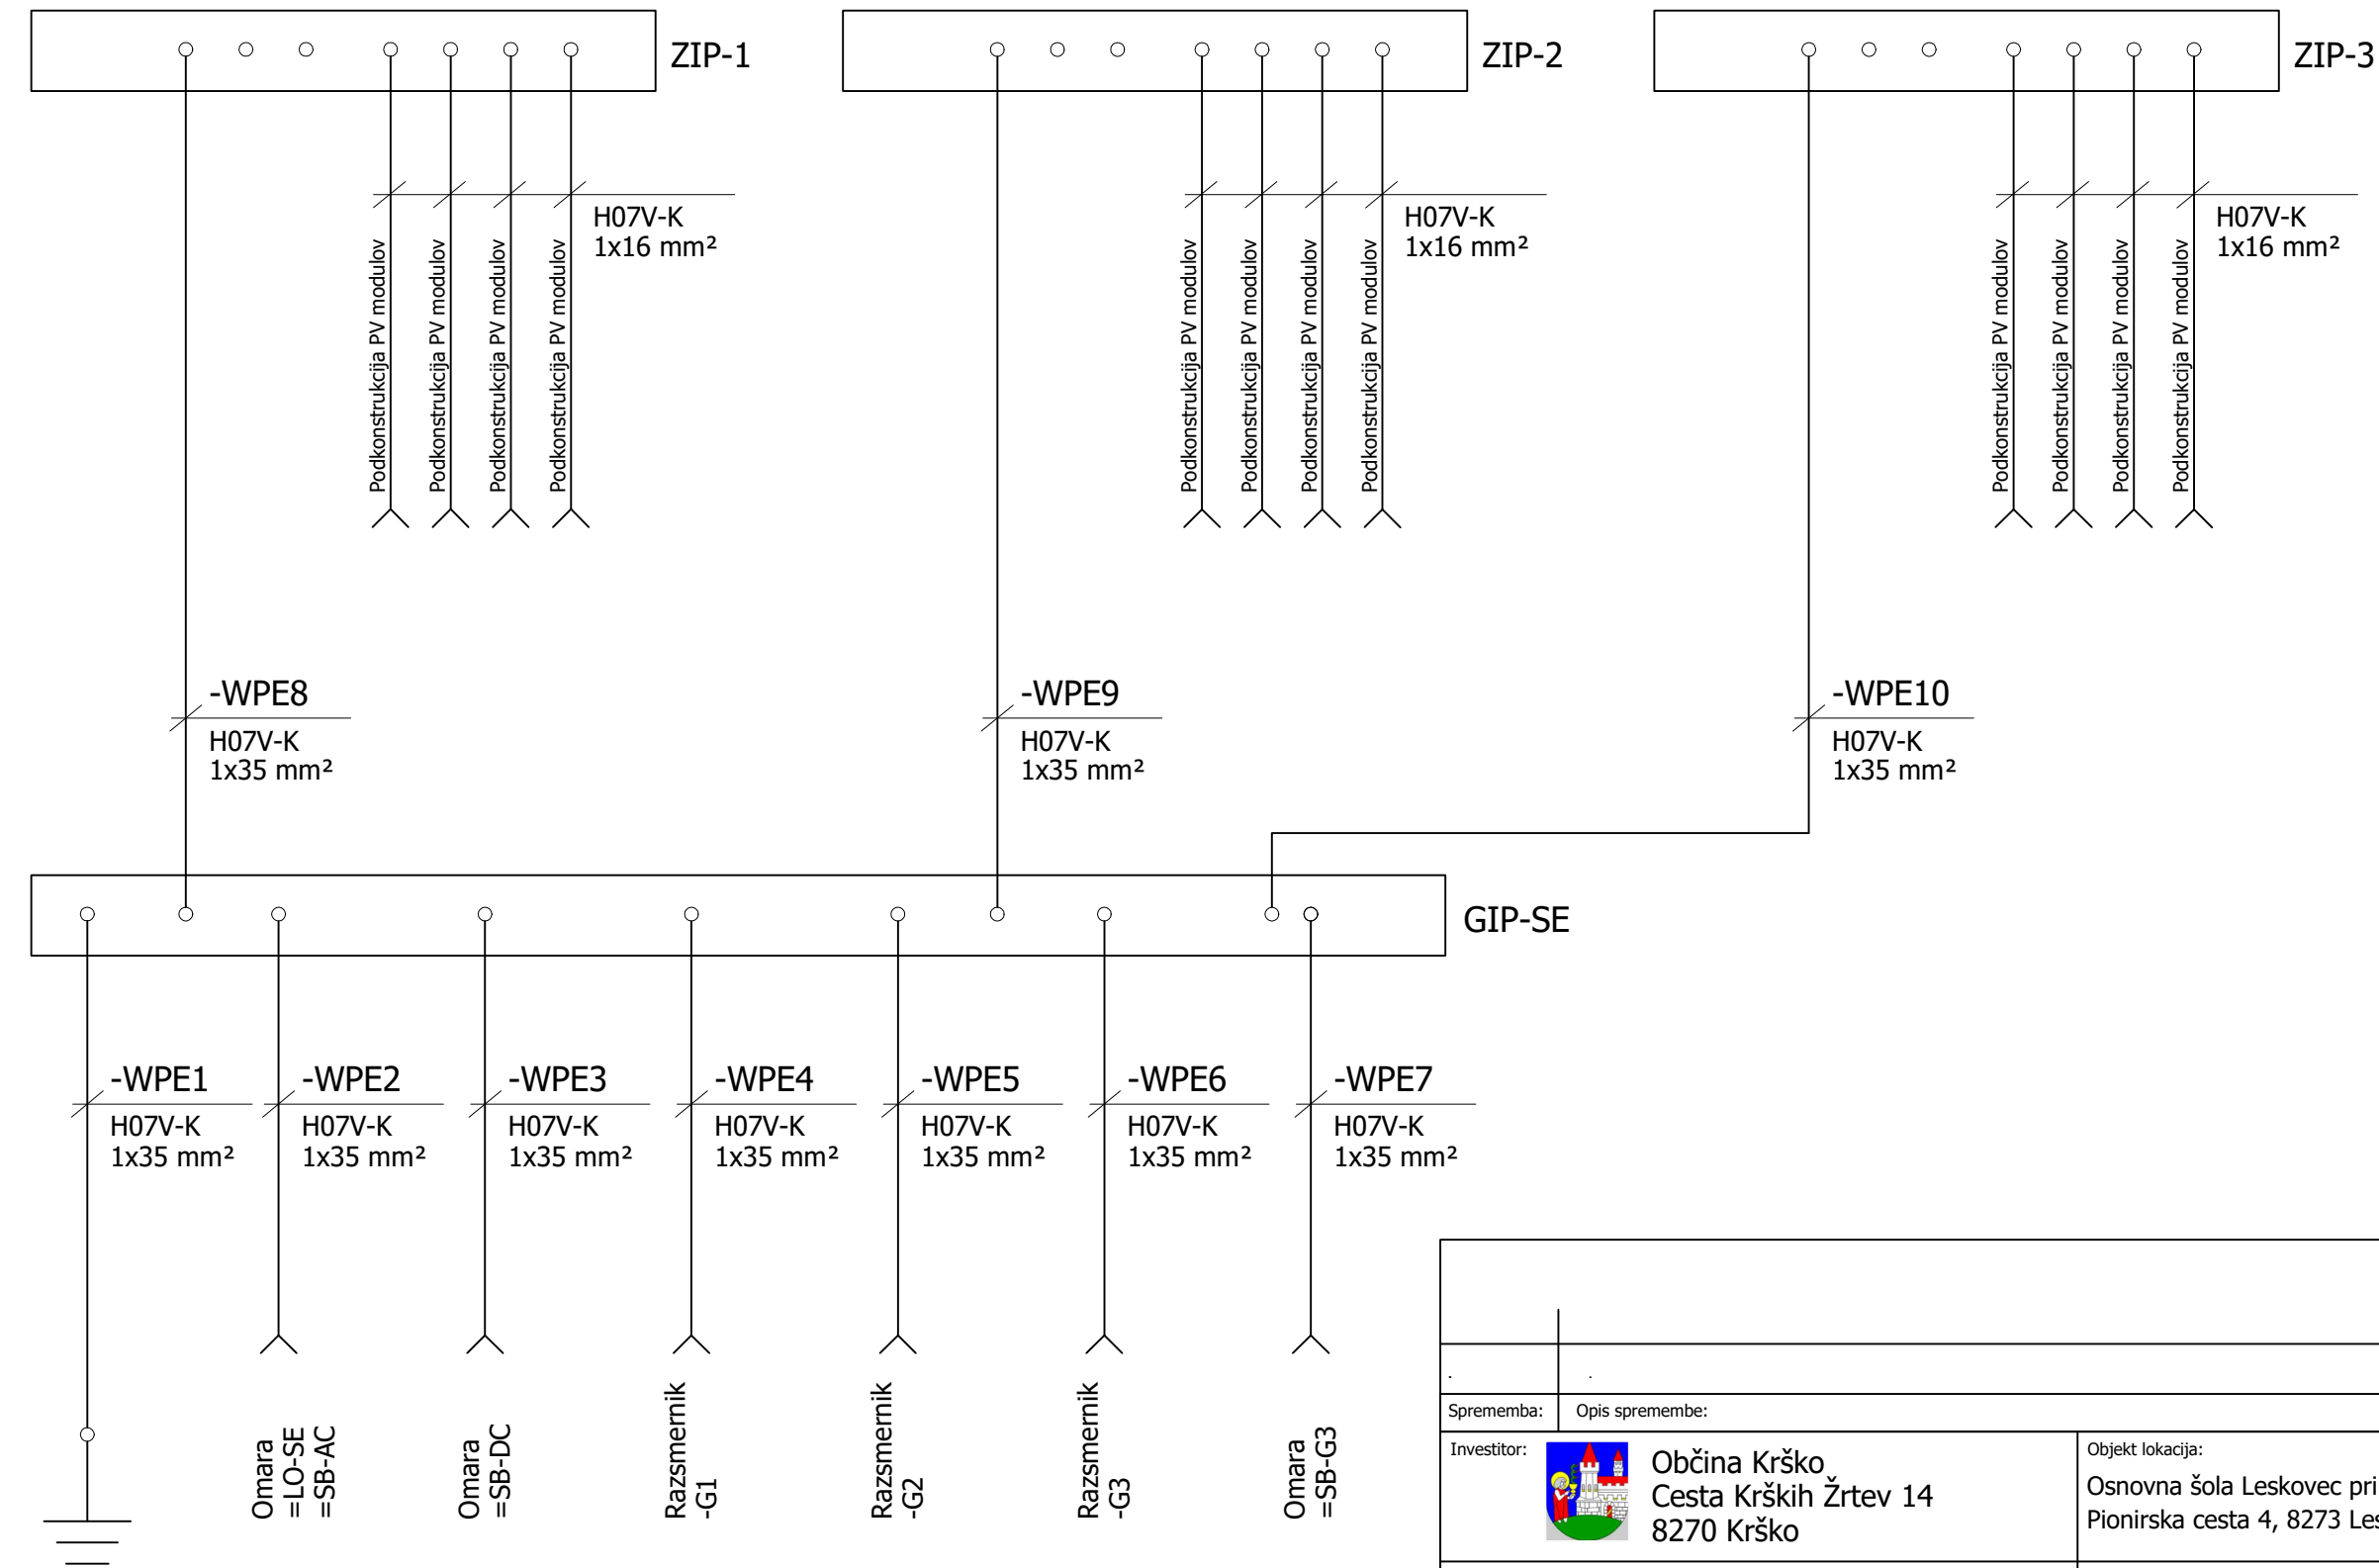 ZIP-1
ZIP-2
ZIP-3
H07V-K
1x16 mm²
H07V-K
1x16 mm²
H07V-K
1x16 mm²
Podkonstrukcija PV modulov
Podkonstrukcija PV modulov
Podkonstrukcija PV modulov
Podkonstrukcija PV modulov
Podkonstrukcija PV modulov
Podkonstrukcija PV modulov
Podkonstrukcija PV modulov
Podkonstrukcija PV modulov
Podkonstrukcija PV modulov
Podkonstrukcija PV modulov
Podkonstrukcija PV modulov
Podkonstrukcija PV modulov
-WPE8
H07V-K
1x35 mm²
-WPE9
H07V-K
1x35 mm²
-WPE10
H07V-K
1x35 mm²
GIP-SE
-WPE1
H07V-K
1x35 mm²
-WPE2
H07V-K
1x35 mm²
-WPE3
H07V-K
1x35 mm²
-WPE4
H07V-K
1x35 mm²
-WPE5
H07V-K
1x35 mm²
-WPE6
H07V-K
1x35 mm²
-WPE7
H07V-K
1x35 mm²
Omara
=LO-SE
=SB-AC
Omara
=SB-DC
Razsmernik
-G1
Razsmernik
-G2
Razsmernik
-G3
Omara
=SB-G3
. .
Sprememba: Opis spremembe:
Investitor:
Občina Krško
Cesta Krških Žrtev 14
8270 Krško
Objekt lokacija:
Osnovna šola Leskovec pri
Pionirska cesta 4, 8273 Les